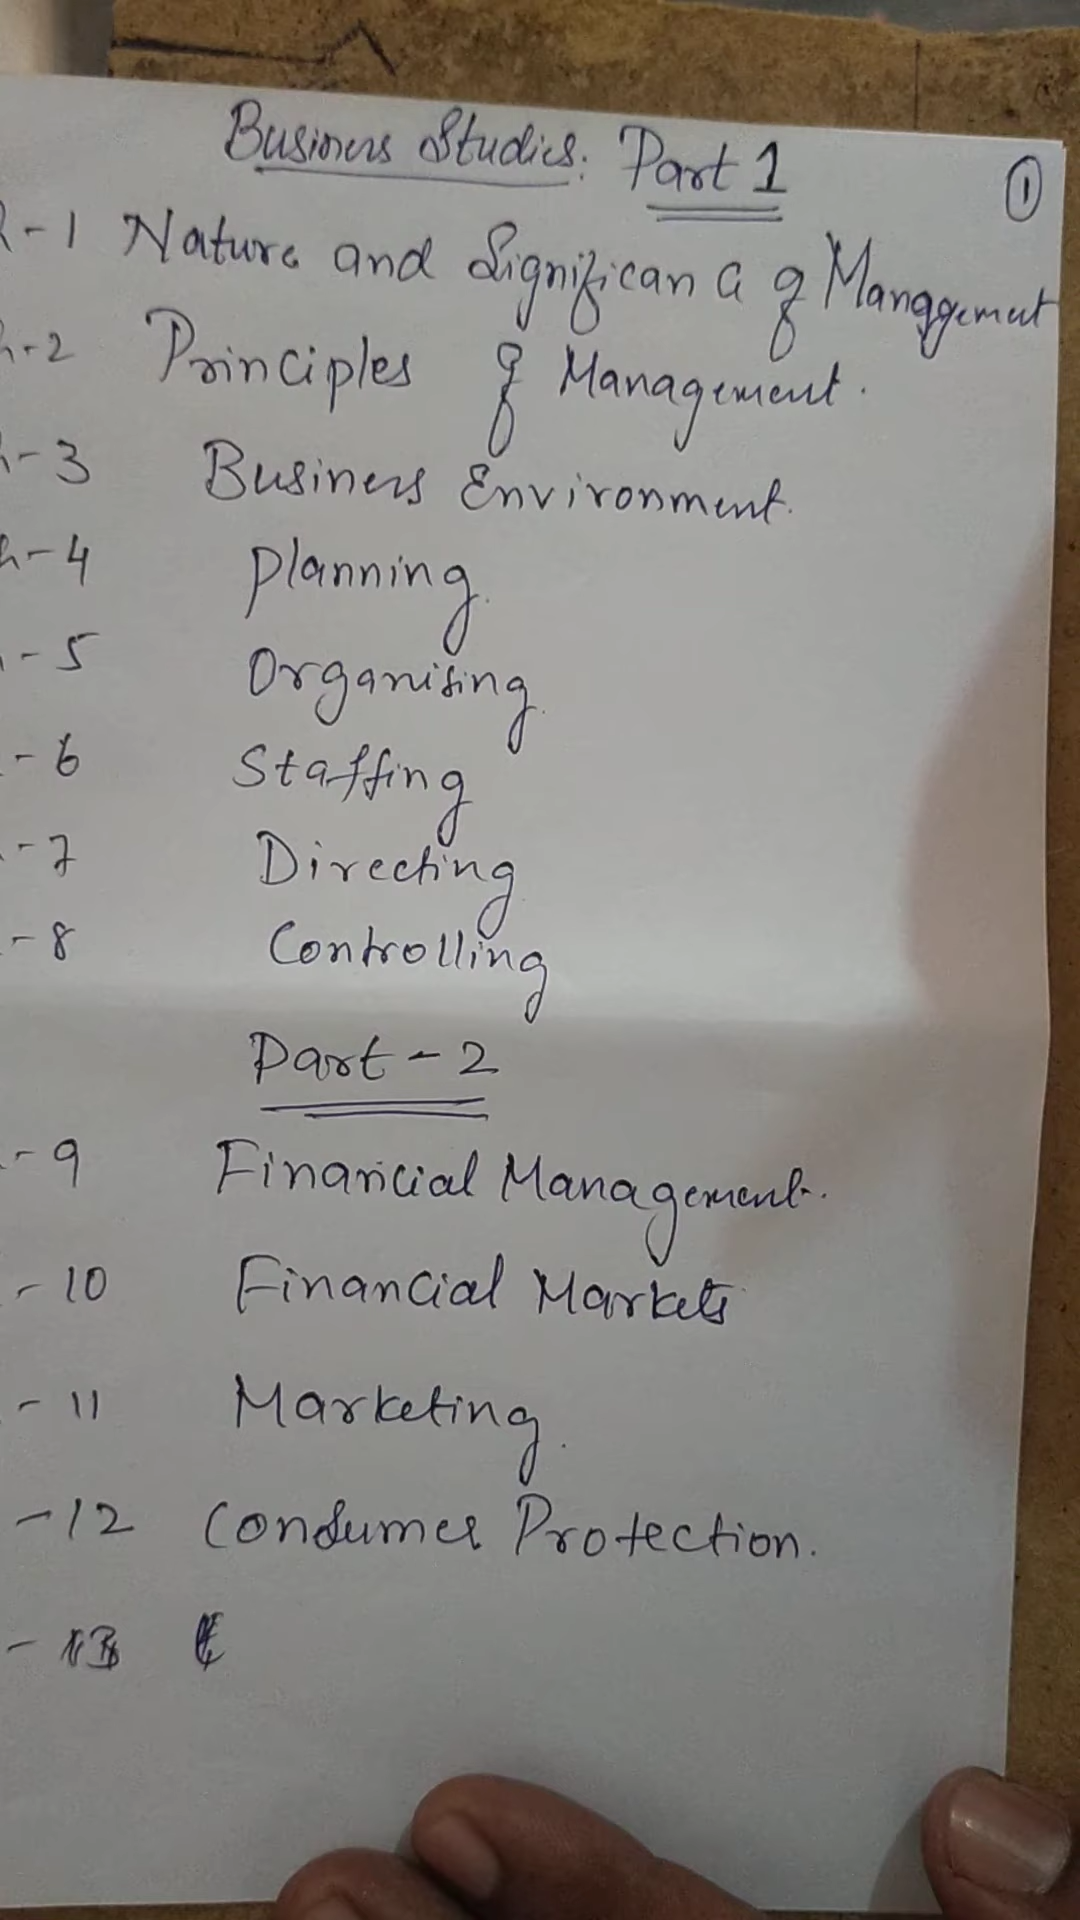 Business Studies: Part 1
①
h-1 Nature and Significance of Management
h-2 Principles of Management.
h-3 Business Environment.
h-4 Planning.
h-5 Organising.
-6 Staffing
-7 Directing
-8 Controlling
Part-2
-9 Financial Management.
-10 Financial Markets
-11 Marketing.
-12 Consumer Protection.
-13